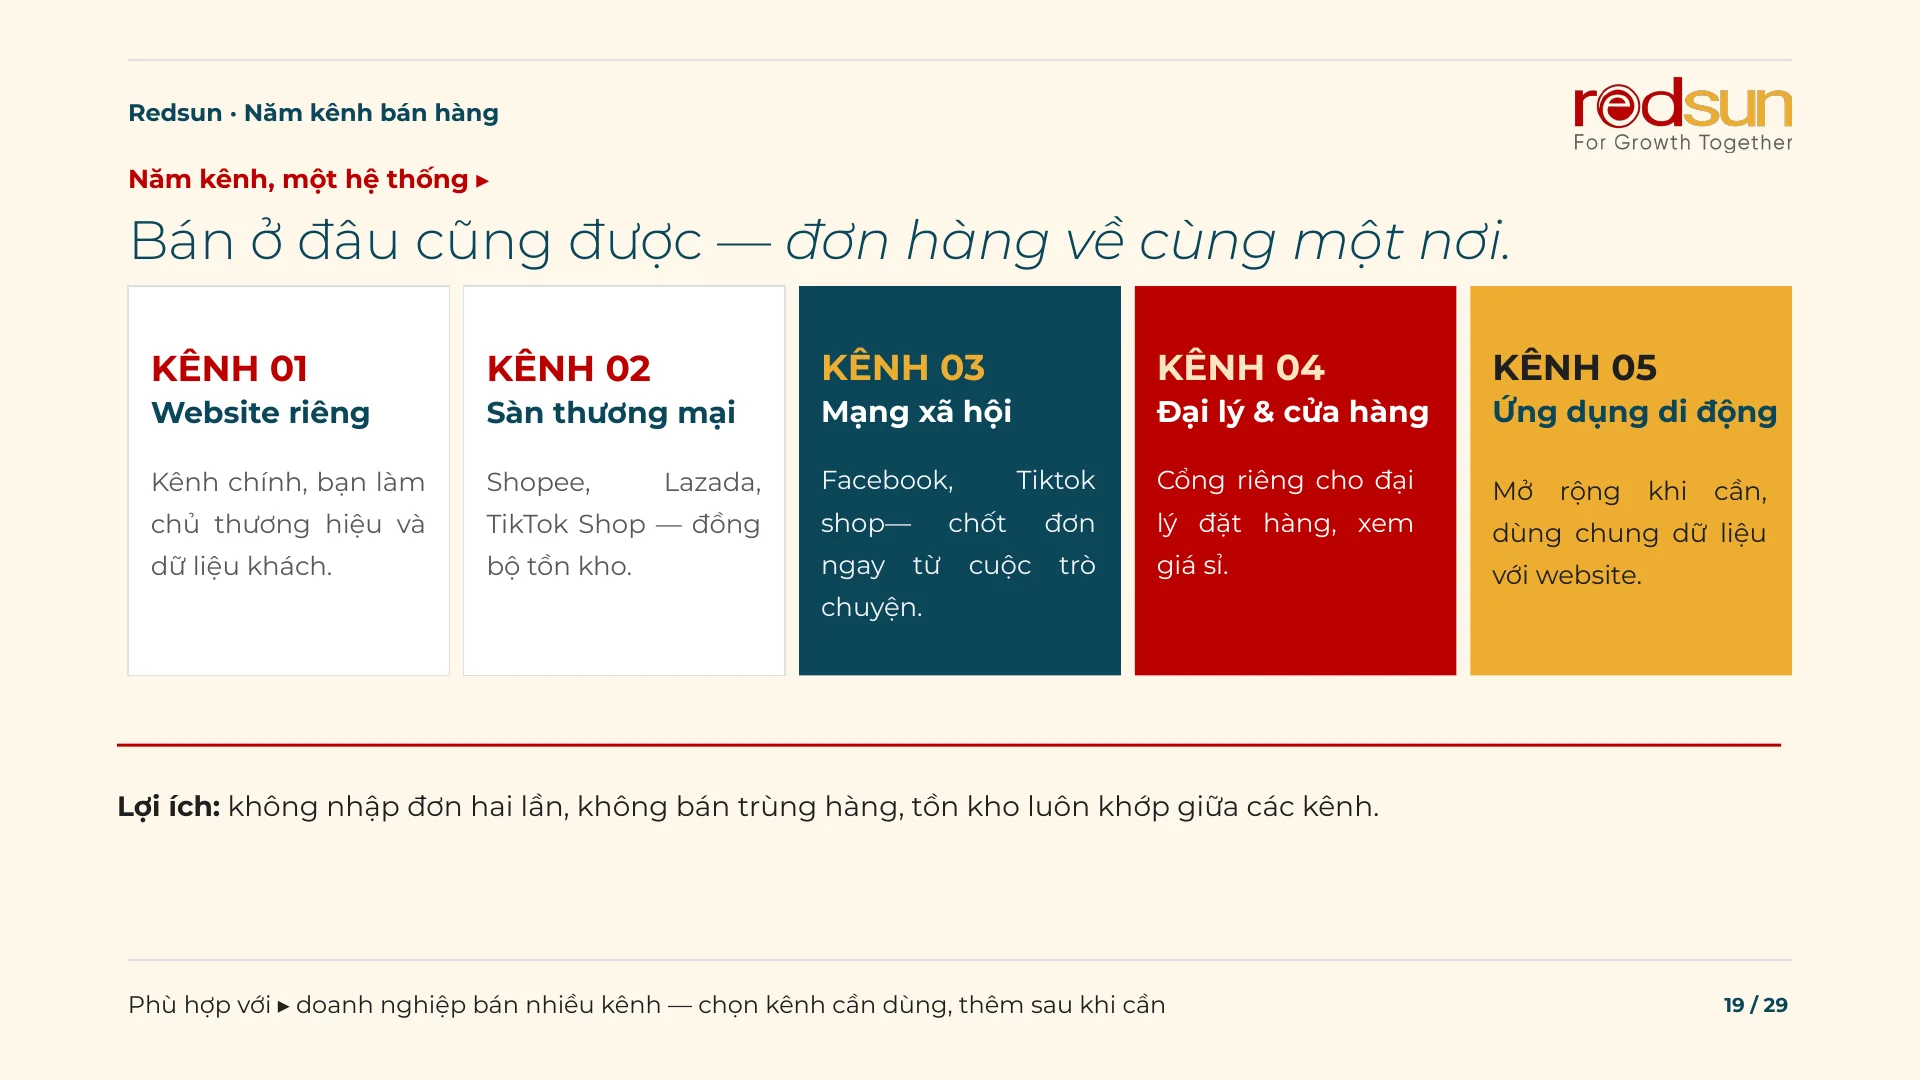 Redsun · Năm kênh bán hàng
redsun
For Growth Together
Năm kênh, một hệ thống ▸
Bán ở đâu cũng được — đơn hàng về cùng một nơi.
KÊNH 01
Website riêng
Kênh chính, bạn làm
chủ thương hiệu và
dữ liệu khách.
KÊNH 02
Sàn thương mại
Shopee, Lazada,
TikTok Shop — đồng
bộ tồn kho.
KÊNH 03
Mạng xã hội
Facebook, Tiktok
shop— chốt đơn
ngay từ cuộc trò
chuyện.
KÊNH 04
Đại lý & cửa hàng
Cổng riêng cho đại
lý đặt hàng, xem
giá sỉ.
KÊNH 05
Ứng dụng di động
Mở rộng khi cần,
dùng chung dữ liệu
với website.
Lợi ích: không nhập đơn hai lần, không bán trùng hàng, tồn kho luôn khớp giữa các kênh.
Phù hợp với ▸ doanh nghiệp bán nhiều kênh — chọn kênh cần dùng, thêm sau khi cần
19 / 29